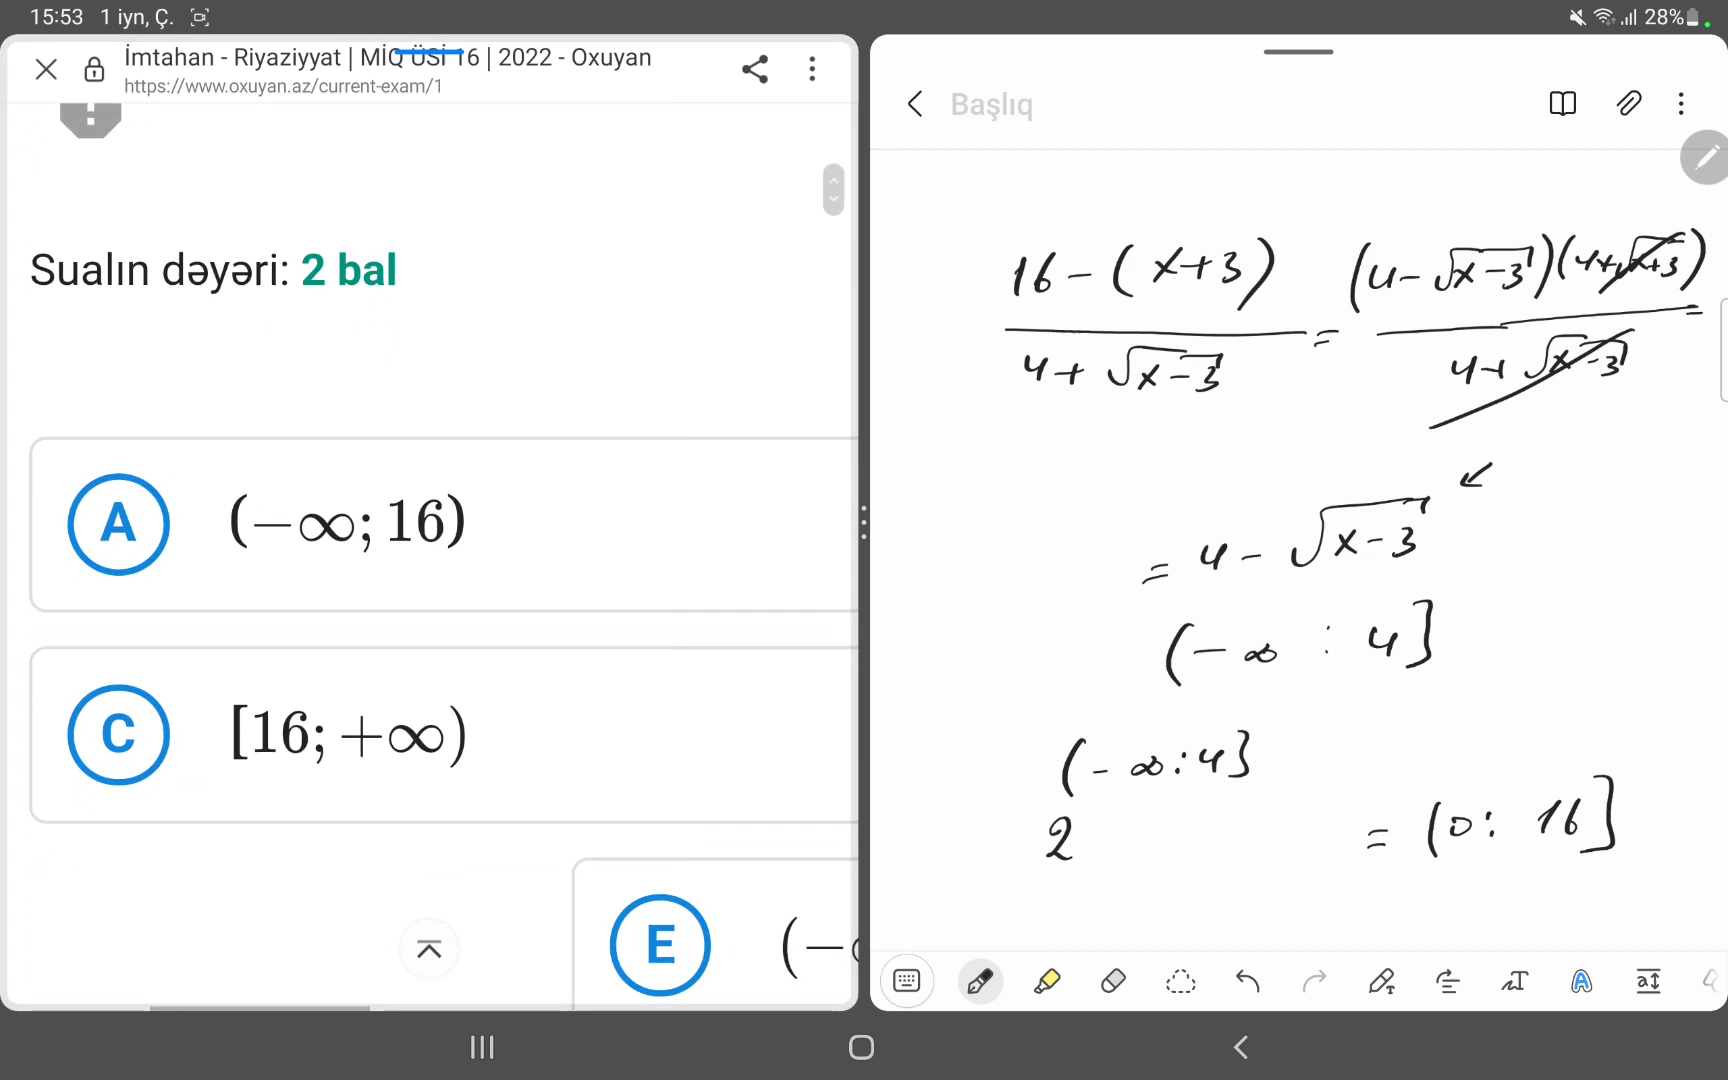 15:53 1 iyn, Ç.
28%
İmtahan - Riyaziyyat | MİQ ÜSİ 16 | 2022 - Oxuyan
https://www.oxuyan.az/current-exam/1
Sualın dəyəri: 2 bal
A (−∞; 16)
C [16; +∞)
E (−∞
Başlıq
16 - (x+3) / 4 + √x-3 = (4 - √x-3)(4+√x+3) / 4+ √x-3 =
= 4 - √x-3
(-∞ : 4]
(-∞ : 4]
2 = (0: 16]